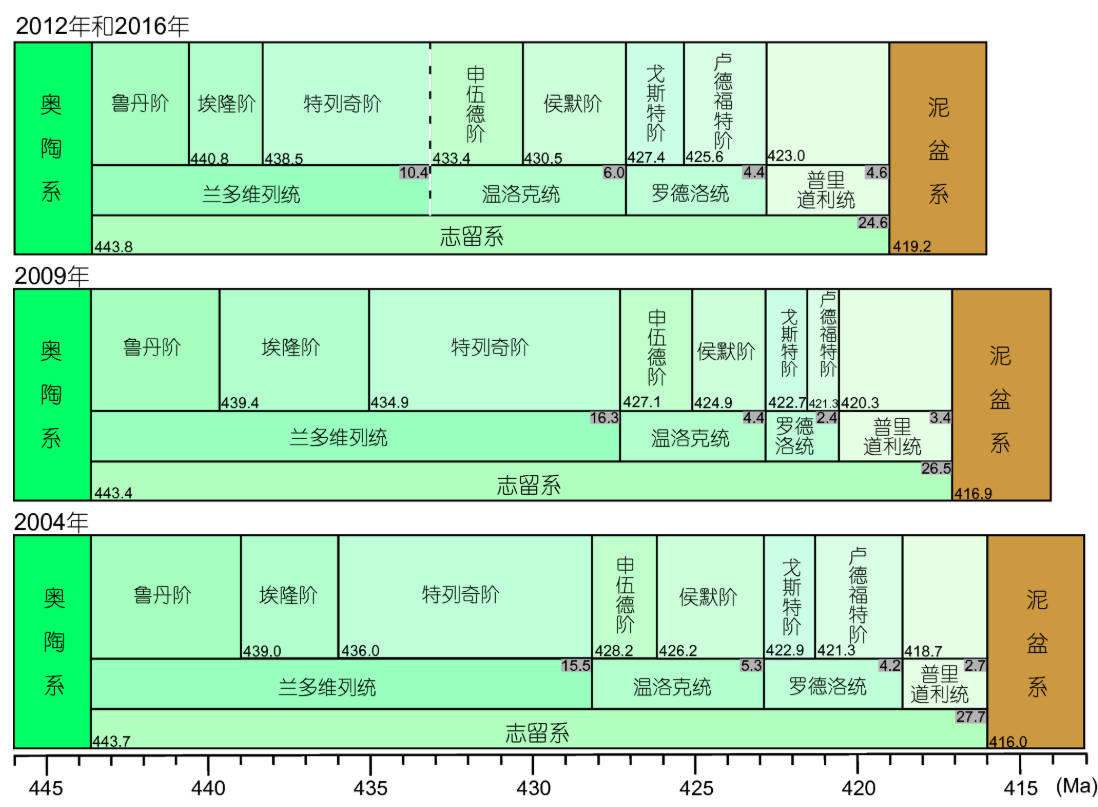 2012年和2016年
奥陶系
鲁丹阶
埃隆阶
特列奇阶
申伍德阶
侯默阶
戈斯特阶
卢德福特阶
泥盆系
440.8
438.5
433.4
430.5
427.4
425.6
423.0
兰多维列统
10.4
温洛克统
6.0
罗德洛统
4.4
普里
道利统
4.6
志留系
24.6
443.8
419.2
2009年
奥陶系
鲁丹阶
埃隆阶
特列奇阶
申伍德阶
侯默阶
戈斯特阶
卢德福特阶
泥盆系
439.4
434.9
427.1
424.9
422.7
421.3
420.3
兰多维列统
16.3
温洛克统
4.4
罗德
洛统
2.4
普里
道利统
3.4
志留系
26.5
443.4
416.9
2004年
奥陶系
鲁丹阶
埃隆阶
特列奇阶
申伍德阶
侯默阶
戈斯特阶
卢德福特阶
泥盆系
439.0
436.0
428.2
426.2
422.9
421.3
418.7
兰多维列统
15.5
温洛克统
5.3
罗德洛统
4.2
普里
道利统
2.7
志留系
27.7
443.7
416.0
445 440 435 430 425 420 415 (Ma)